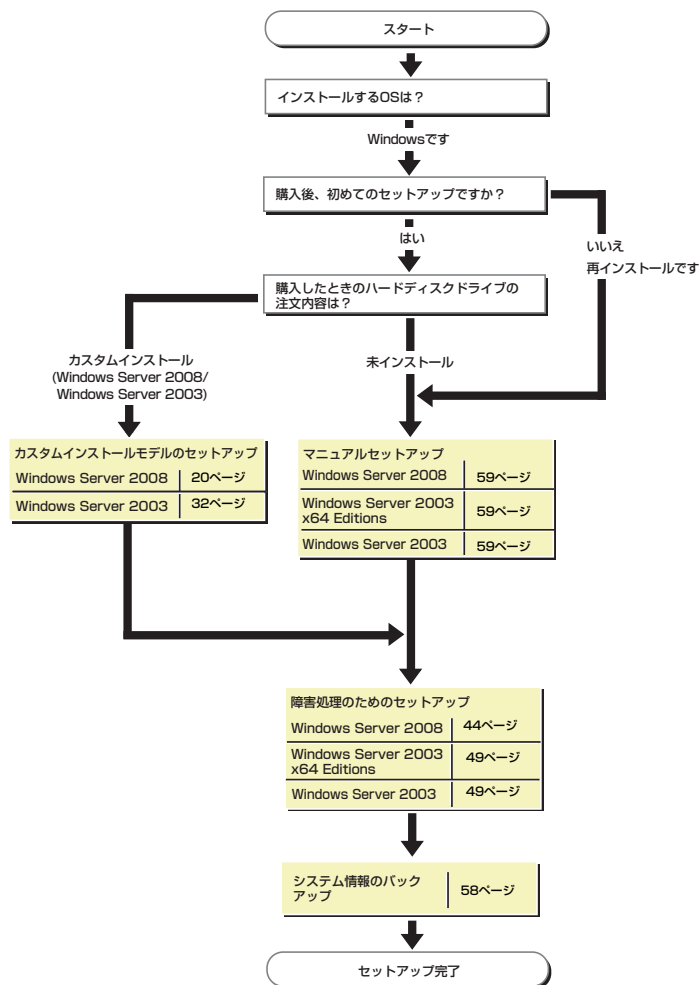 スタート
インストールするOSは？
Windowsです
購入後、初めてのセットアップですか？
はい
いいえ
再インストールです
購入したときのハードディスクドライブの
注文内容は？
カスタムインストール
(Windows Server 2008/
Windows Server 2003)
未インストール
カスタムインストールモデルのセットアップ
Windows Server 2008 20ページ
Windows Server 2003 32ページ
マニュアルセットアップ
Windows Server 2008 59ページ
Windows Server 2003
x64 Editions 59ページ
Windows Server 2003 59ページ
障害処理のためのセットアップ
Windows Server 2008 44ページ
Windows Server 2003
x64 Editions 49ページ
Windows Server 2003 49ページ
システム情報のバック
アップ 58ページ
セットアップ完了